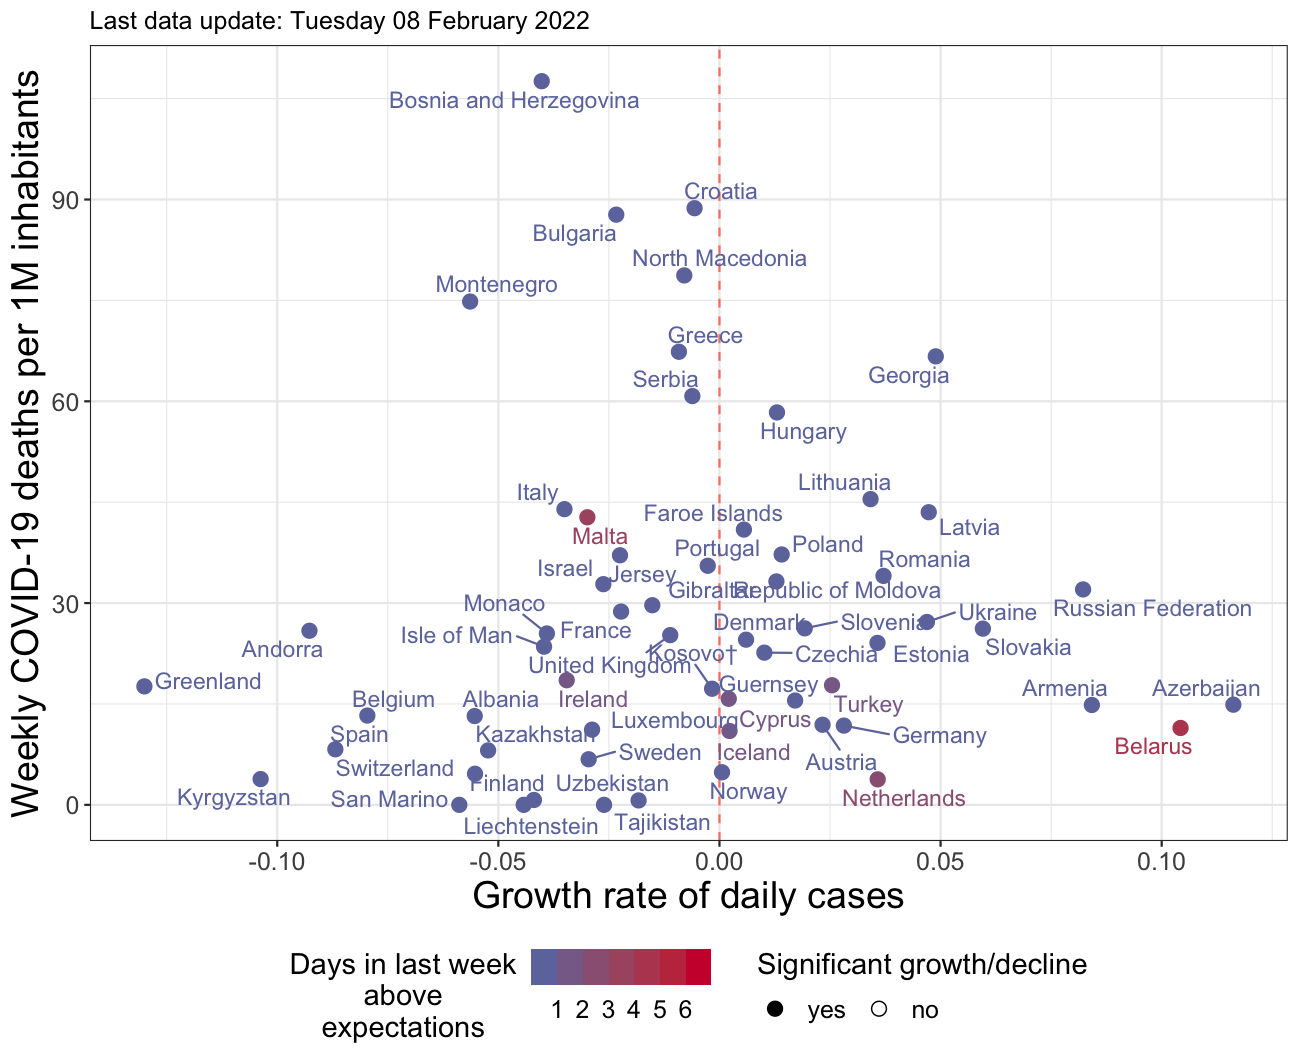 Last data update: Tuesday 08 February 2022
Weekly COVID-19 deaths per 1M inhabitants
Bosnia and Herzegovina
90
Croatia
Bulgaria
North Macedonia
Montenegro
Greece
Georgia
Serbia
60
Hungary
Lithuania
Italy
Faroe Islands
Latvia
Malta
Portugal
Poland
Romania
Israel
Jersey
Gibraltar
Republic of Moldova
30
Monaco
Russian Federation
Ukraine
Isle of Man
France
Denmark
Slovenia
Andorra
Kosovo†
Czechia
Estonia
Slovakia
United Kingdom
Greenland
Guernsey
Armenia
Azerbaijan
Belgium
Albania
Ireland
Turkey
Luxembourg
Cyprus
Spain
Kazakhstan
Germany
Belarus
Sweden
Iceland
Austria
Switzerland
Finland
Uzbekistan
Norway
Kyrgyzstan
San Marino
Netherlands
0
Liechtenstein
Tajikistan
-0.10
-0.05
0.00
0.05
0.10
Growth rate of daily cases
Days in last week
above
expectations
1 2 3 4 5 6
Significant growth/decline
yes
no